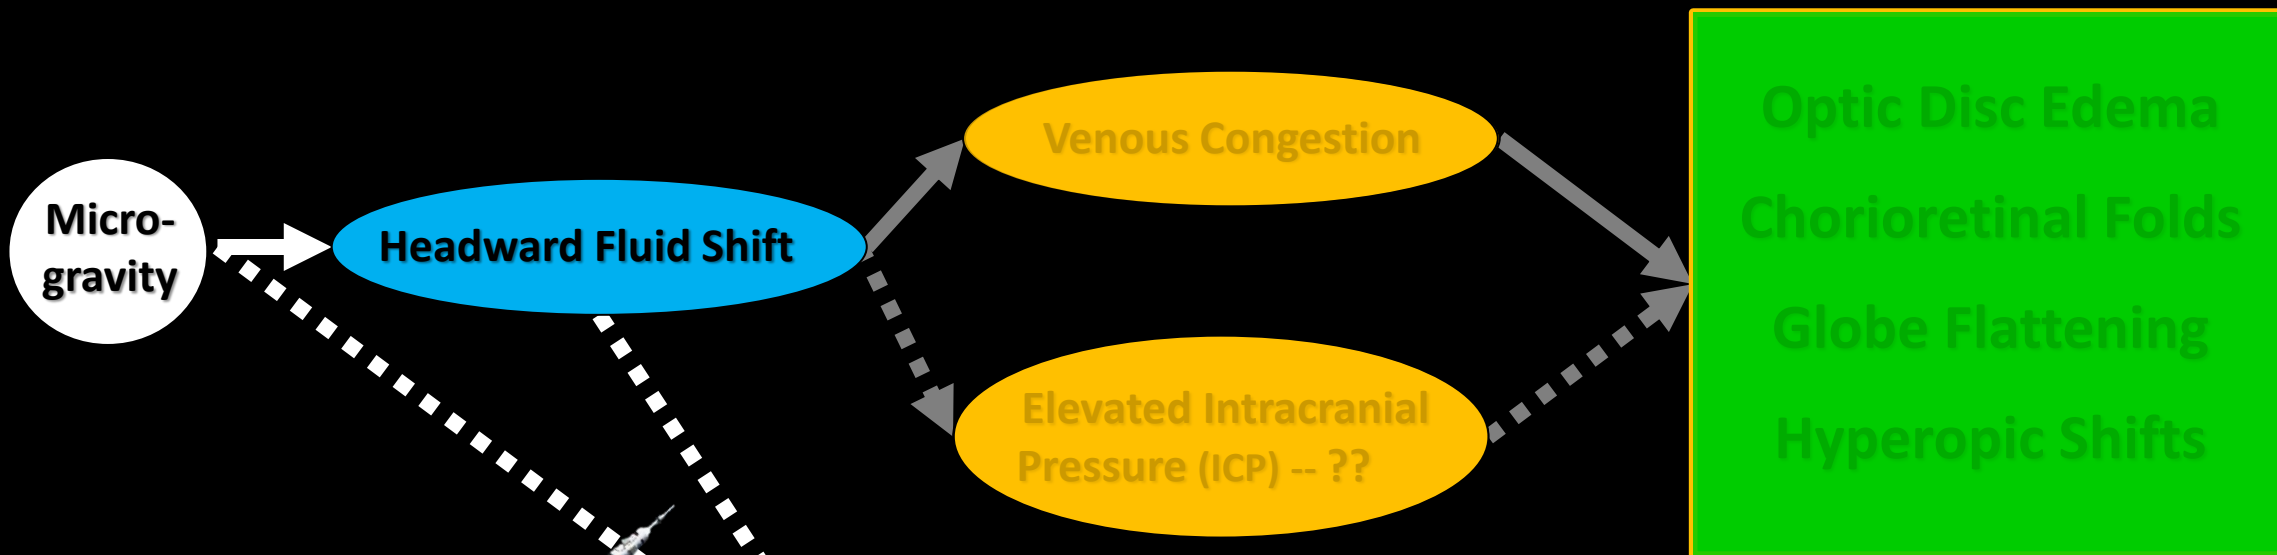 Micro-
gravity
Headward Fluid Shift
Venous Congestion
Elevated Intracranial
Pressure (ICP) -- ??
Optic Disc Edema
Chorioretinal Folds
Globe Flattening
Hyperopic Shifts